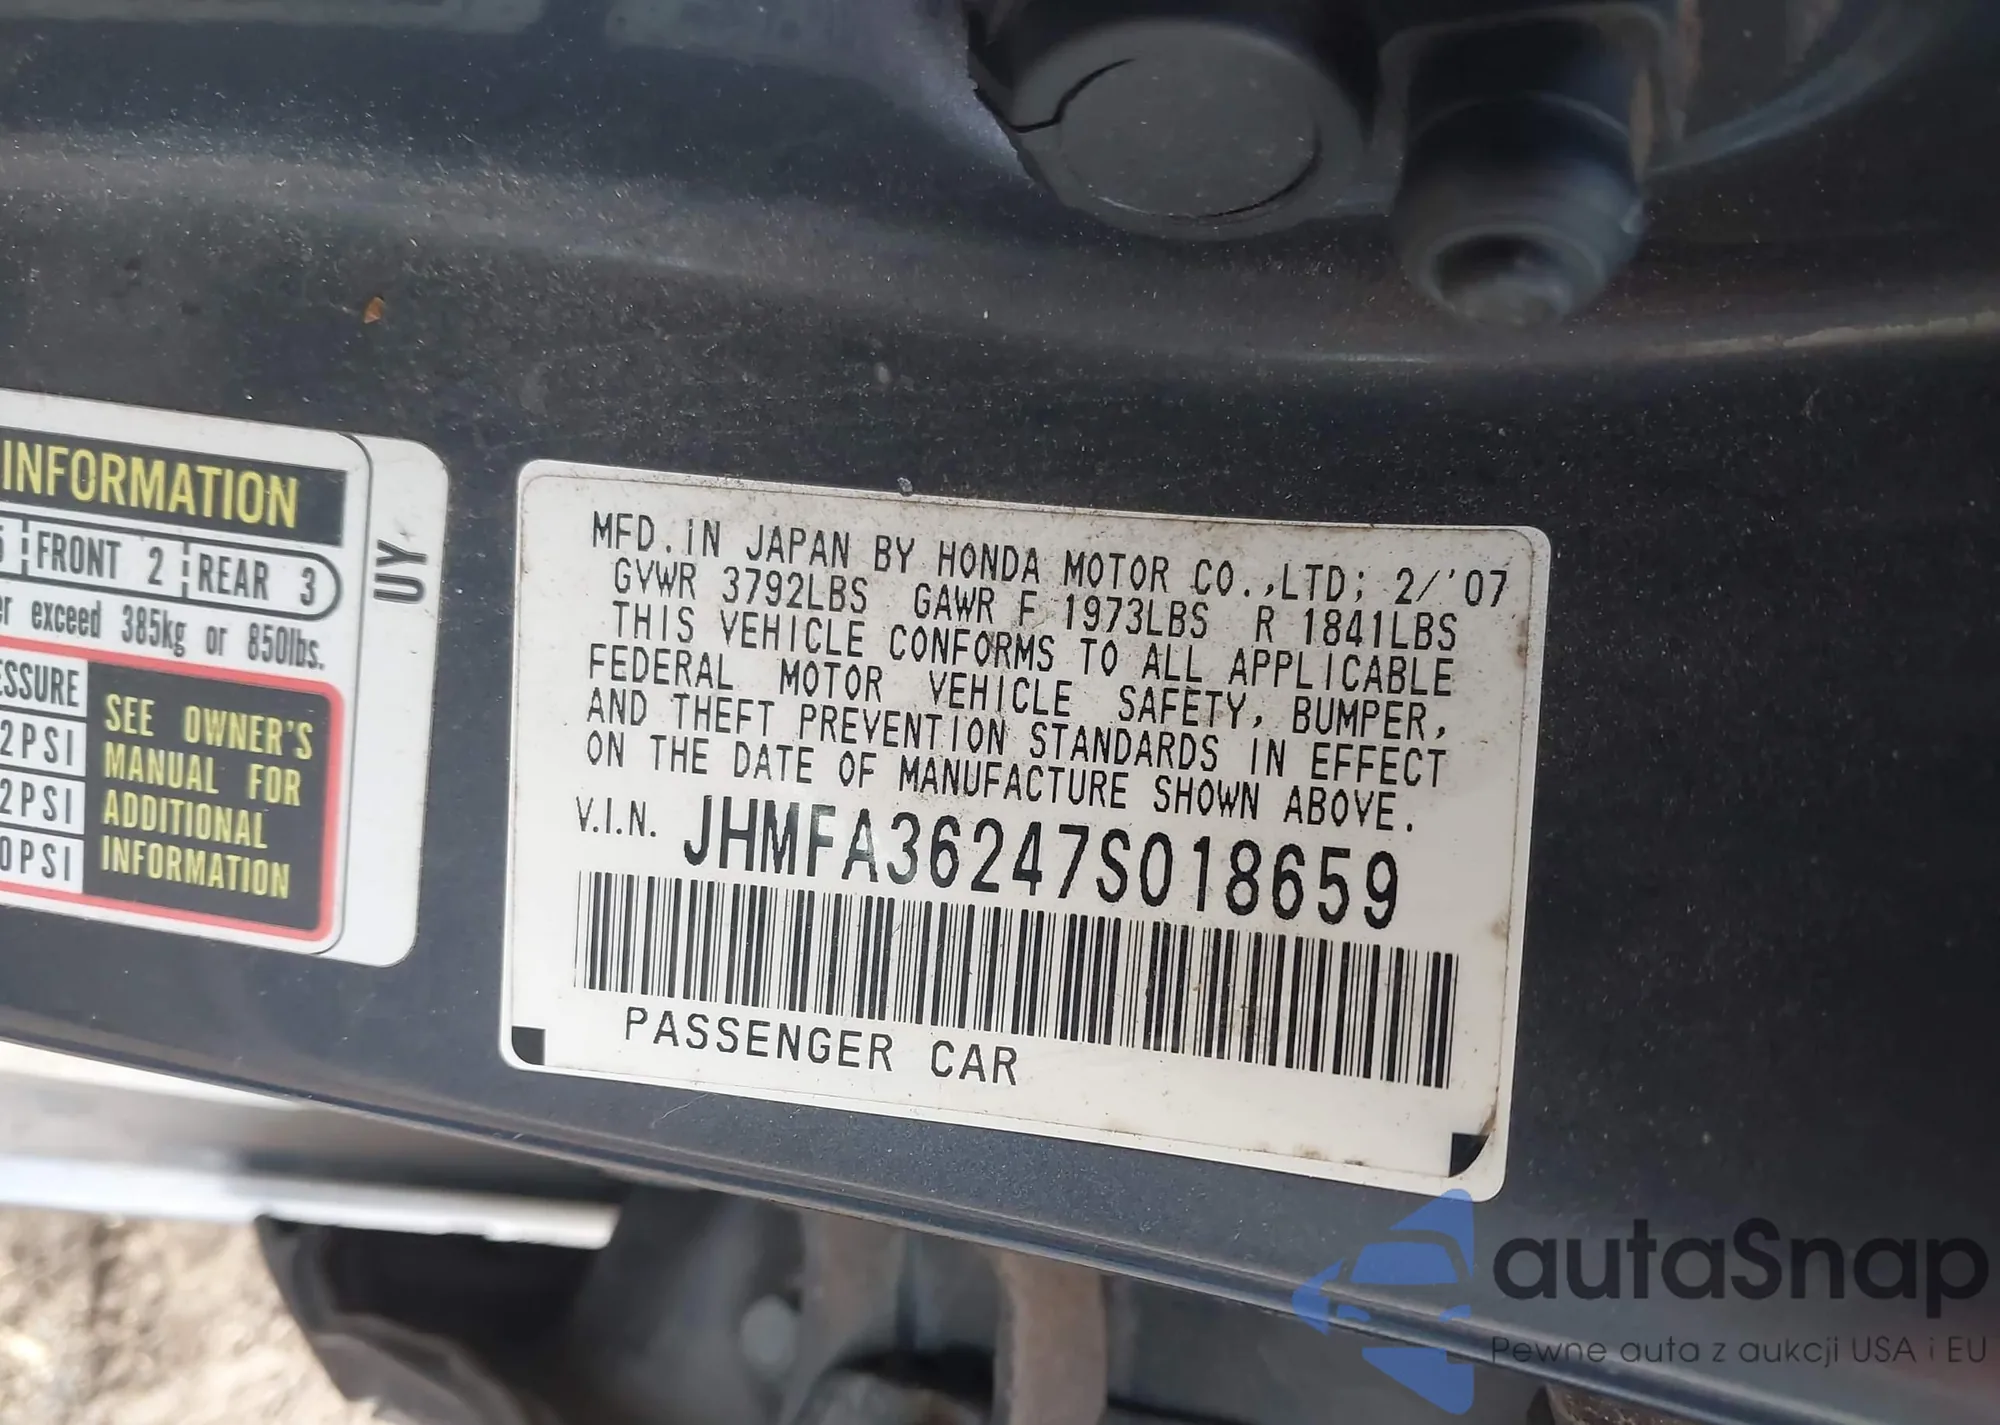 INFORMATION
FRONT 2 REAR 3
exceed 385kg or 850lbs.
SEE OWNER'S
MANUAL FOR
ADDITIONAL
INFORMATION
UY
MFD. IN JAPAN BY HONDA MOTOR CO.,LTD; 2/'07
GVWR 3792LBS GAWR F 1973LBS R 1841LBS
THIS VEHICLE CONFORMS TO ALL APPLICABLE
FEDERAL MOTOR VEHICLE SAFETY, BUMPER,
AND THEFT PREVENTION STANDARDS IN EFFECT
ON THE DATE OF MANUFACTURE SHOWN ABOVE.
V.I.N. JHMFA36247S018659
PASSENGER CAR
autaSnap
Pewne auta z aukcji USA i EU